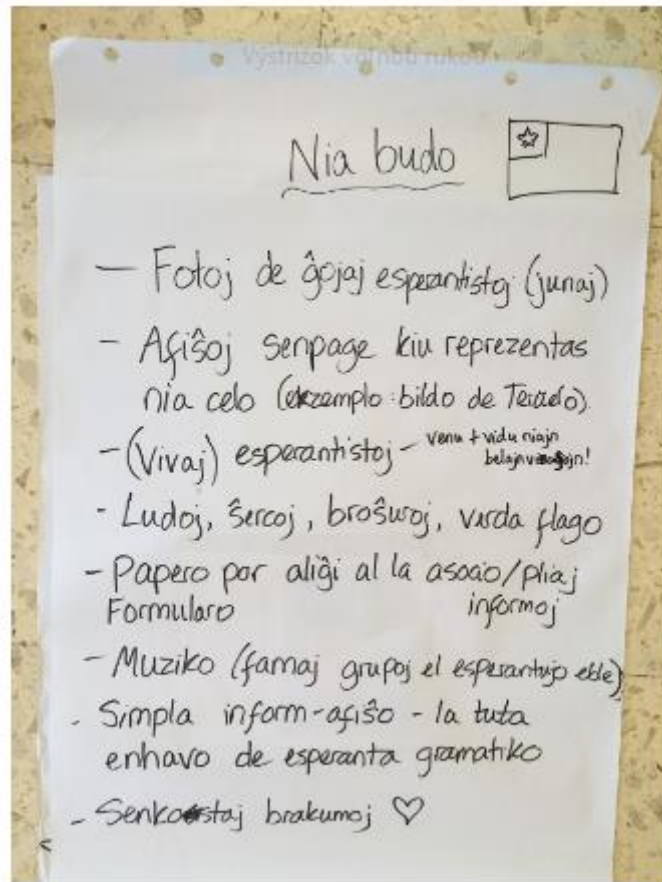 Nia budo
— Fotoj de ĝojaj esperantistoj (junaj)
- Afiŝoj senpage kiu reprezentas
nia celo (ekzemplo: bildo de
- (Vivaj) esperantistoj - venu + vidu niajn
belajn
- Ludoj, ŝercoj, broŝuroj, verda flago
- Papero por aliĝi al la asocio/pliaj
Formularo informoj
- Muziko (famaj grupoj el esperantujo eble)
- Simpla inform-afiŝo - la tuta
enhavo de esperanta gramatiko
- Senkostaj brakumoj ♡